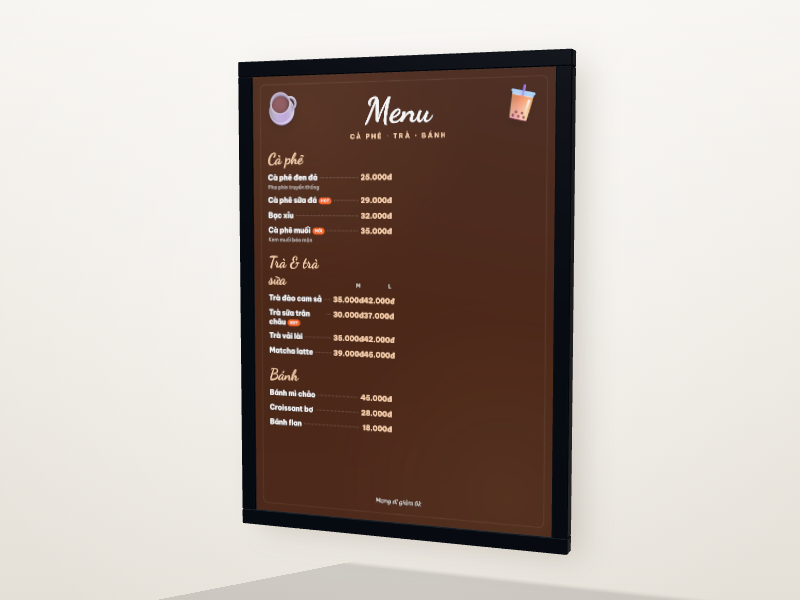 Menu
CÀ PHÊ · TRÀ · BÁNH
Cà phê
Cà phê đen đá 25.000đ
Pha phin truyền thống
Cà phê sữa đá HOT 29.000đ
Bạc xỉu 32.000đ
Cà phê muối MỚI 35.000đ
Kem muối béo mặn
Trà & trà
sữa M L
Trà đào cam sả 35.000đ42.000đ
Trà sữa trân 30.000đ37.000đ
châu HOT
Trà vải lài 35.000đ42.000đ
Matcha latte 39.000đ45.000đ
Bánh
Bánh mì chảo 45.000đ
Croissant bơ 28.000đ
Bánh flan 18.000đ
Mang đi giảm 5k